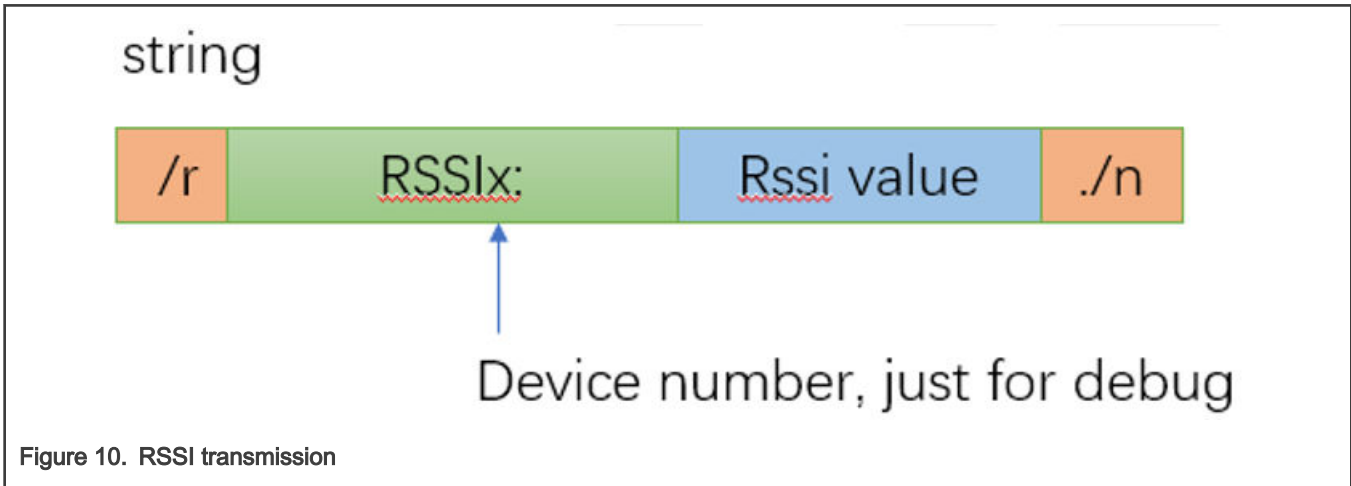 string
/r RSSIx: Rssi value ./n
Device number, just for debug
Figure 10. RSSI transmission